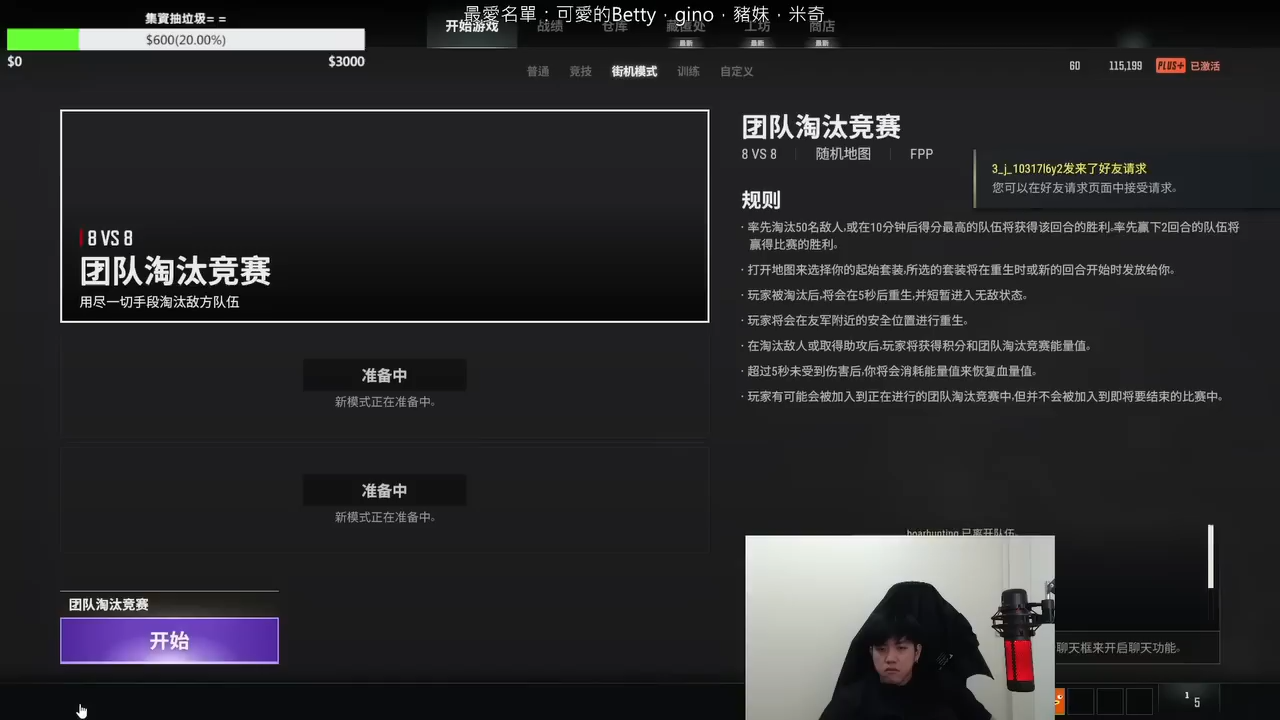 最愛名單：可愛的Betty．gino．豬妹．米奇
集資抽垃圾= =
$600(20.00%)
$0
$3000
开始游戏
战绩
仓库
藏匿处
工坊
商店
最新
最新
最新
普通
竞技
街机模式
训练
自定义
60
115,199
PLUS+
已激活
8 VS 8
团队淘汰竞赛
用尽一切手段淘汰敌方队伍
准备中
新模式正在准备中。
准备中
新模式正在准备中。
团队淘汰竞赛
开始
团队淘汰竞赛
8 VS 8
随机地图
FPP
3_j_10317l6y2发来了好友请求
您可以在好友请求页面中接受请求。
规则
· 率先淘汰50名敌人,或在10分钟后得分最高的队伍将获得该回合的胜利,率先赢下2回合的队伍将
赢得比赛的胜利。
· 打开地图来选择你的起始套装,所选的套装将在重生时或新的回合开始时发放给你。
· 玩家被淘汰后,将会在5秒后重生,并短暂进入无敌状态。
· 玩家将会在友军附近的安全位置进行重生。
· 在淘汰敌人或取得助攻后,玩家将获得积分和团队淘汰竞赛能量值。
· 超过5秒未受到伤害后,你将会消耗能量值来恢复血量值。
· 玩家有可能会被加入到正在进行的团队淘汰竞赛中,但并不会被加入到即将要结束的比赛中。
boarhunting 已离开队伍。
聊天框来开启聊天功能。
1
5